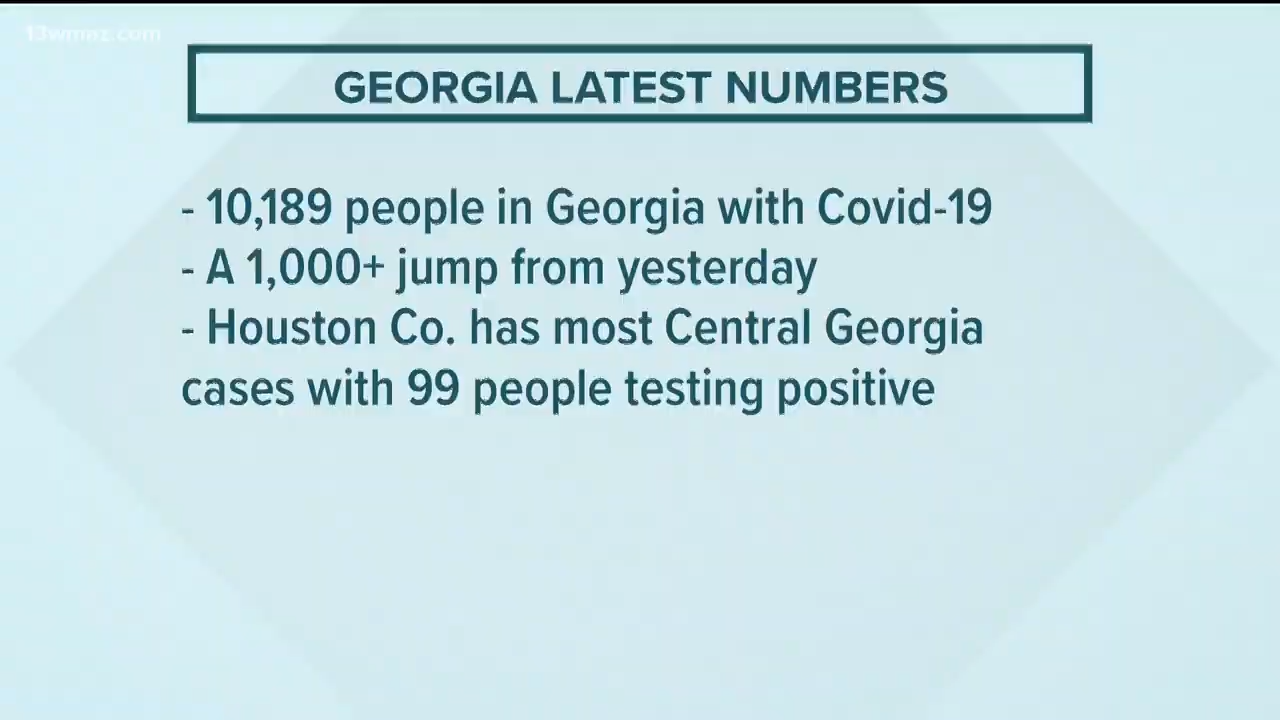 13wmaz.com
GEORGIA LATEST NUMBERS
- 10,189 people in Georgia with Covid-19
- A 1,000+ jump from yesterday
- Houston Co. has most Central Georgia
cases with 99 people testing positive